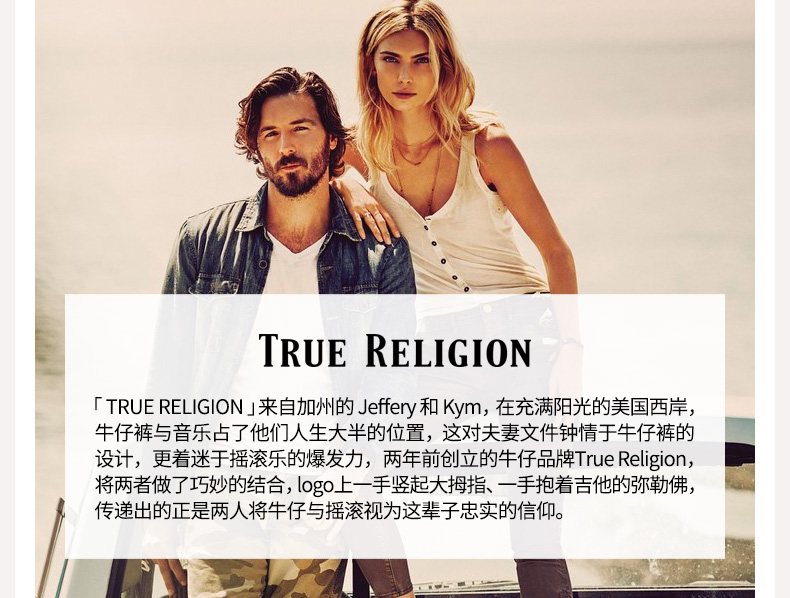 TRUE RELIGION
「 TRUE RELIGION 」来自加州的 Jeffery 和 Kym，在充满阳光的美国西岸，
牛仔裤与音乐占了他们人生大半的位置，这对夫妻文件钟情于牛仔裤的
设计，更着迷于摇滚乐的爆发力，两年前创立的牛仔品牌True Religion，
将两者做了巧妙的结合，logo上一手竖起大拇指、一手抱着吉他的弥勒佛，
传递出的正是两人将牛仔与摇滚视为这辈子忠实的信仰。